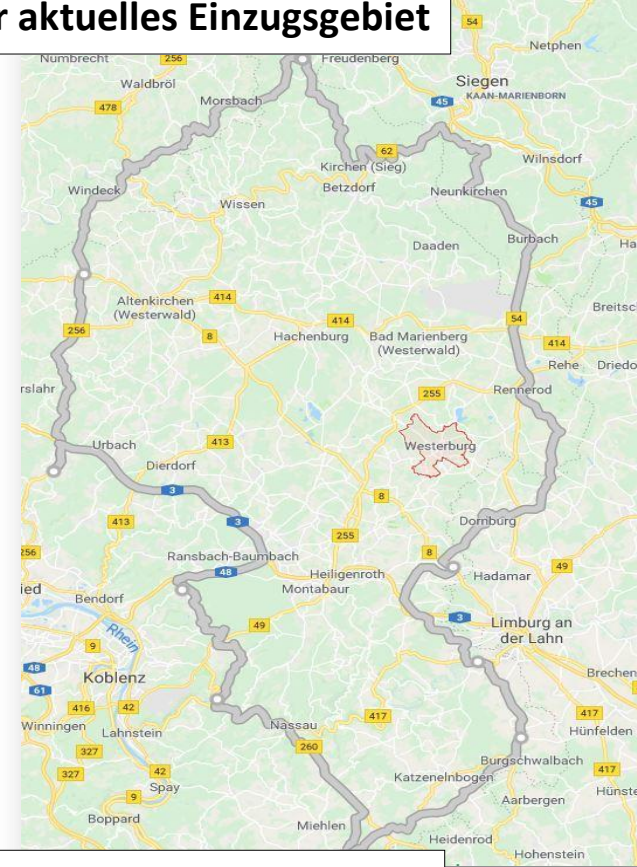 r aktuelles Einzugsgebiet
54
Netphen
Numbrecht
256
Freudenberg
Waldbröl
Siegen
KAAN-MARIENBORN
478
Morsbach
45
62
Wilnsdorf
Kirchen (Sieg)
Windeck
Betzdorf
Neunkirchen
Wissen
45
Daaden
Burbach
Ha
Altenkirchen
(Westerwald)
414
Breitsc
256
8
414
54
Hachenburg
Bad Marienberg
(Westerwald)
414
Rehe
Driedo
rslahr
255
Rennerod
Urbach
413
Westerburg
Dierdorf
3
8
413
3
Dornburg
256
255
Ransbach-Baumbach
8
49
48
Heiligenroth
Hadamar
ied
Montabaur
Bendorf
Rhein
49
3
Limburg an
der Lahn
9
48
Koblenz
Brechen
61
416
42
417
417
Winningen
Lahnstein
Nassau
Hünfelden
327
260
Burgschwalbach
327
42
417
Spay
Katzenelnbogen
9
Aarbergen
Hünste
Boppard
Miehlen
Heidenrod
Hohenstein